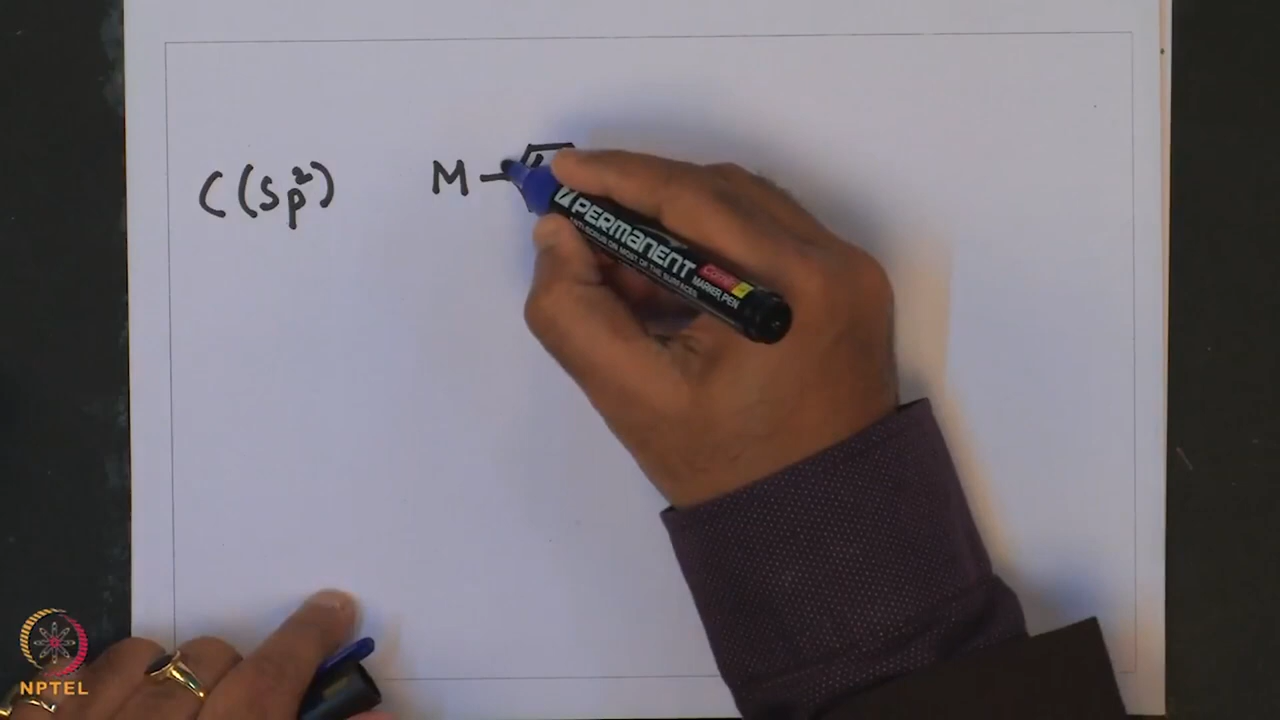 C(sp²) M—
PERMANENT
MARKER PEN
NPTEL